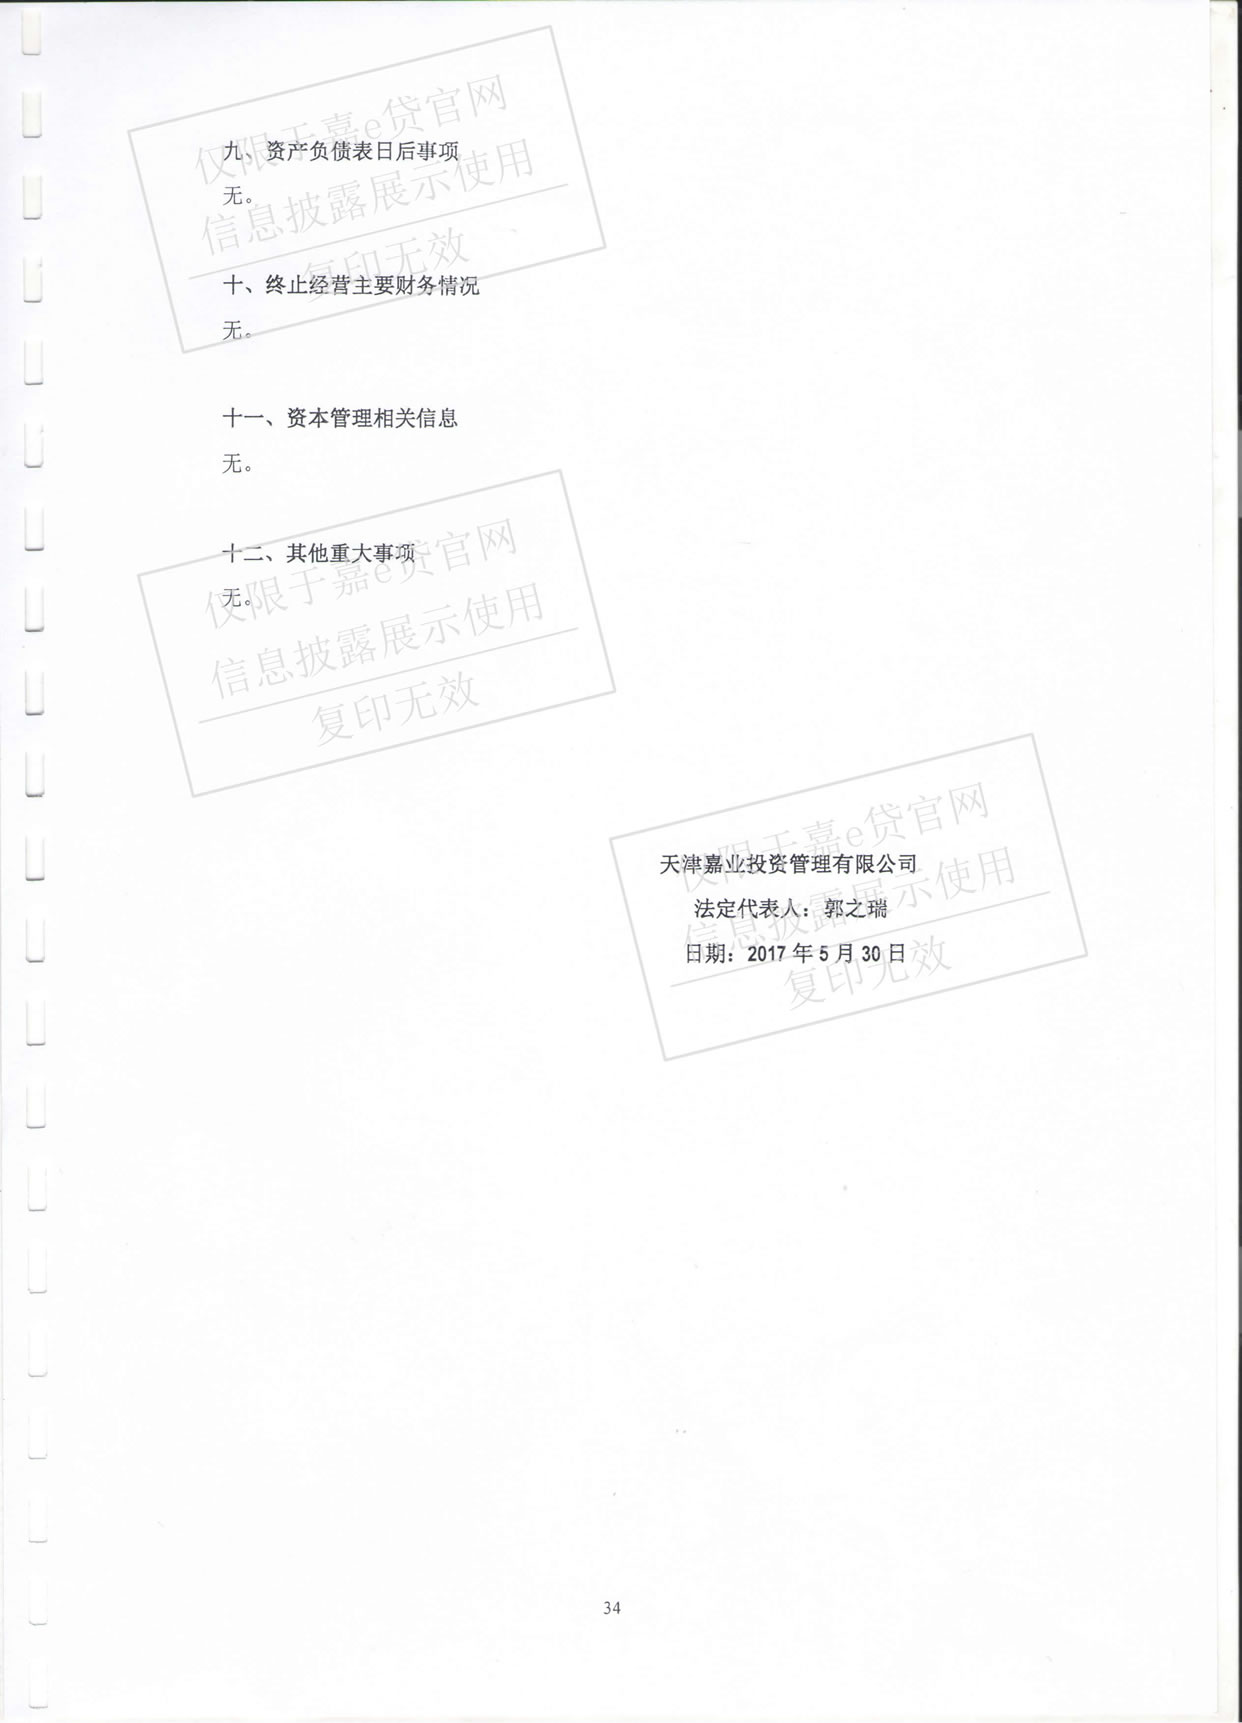 九、资产负债表日后事项
无。
十、终止经营主要财务情况
无。
十一、资本管理相关信息
无。
十二、其他重大事项
无。
天津嘉业投资管理有限公司
法定代表人：郭之瑞
日期：2017 年 5 月 30 日
34
仅限于嘉e贷官网
信息披露展示使用
复印无效
仅限于嘉e贷官网
信息披露展示使用
复印无效
仅限于嘉e贷官网
信息披露展示使用
复印无效